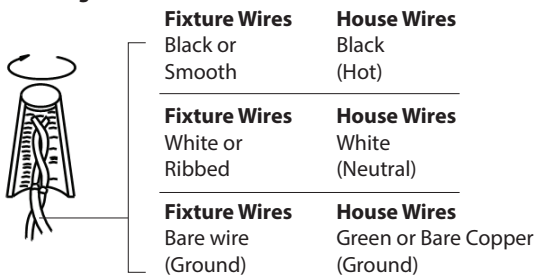 Fixture Wires House Wires
Black or Black
Smooth (Hot)
Fixture Wires House Wires
White or White
Ribbed (Neutral)
Fixture Wires House Wires
Bare wire Green or Bare Copper
(Ground) (Ground)